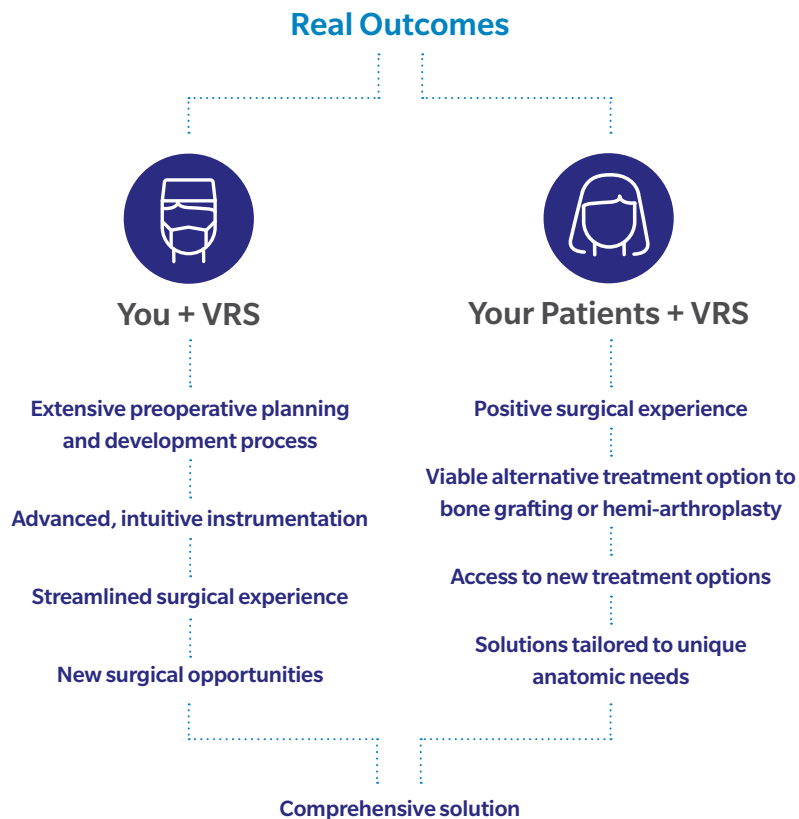 Real Outcomes
You + VRS
Extensive preoperative planning
and development process
Advanced, intuitive instrumentation
Streamlined surgical experience
New surgical opportunities
Your Patients + VRS
Positive surgical experience
Viable alternative treatment option to
bone grafting or hemi-arthroplasty
Access to new treatment options
Solutions tailored to unique
anatomic needs
Comprehensive solution